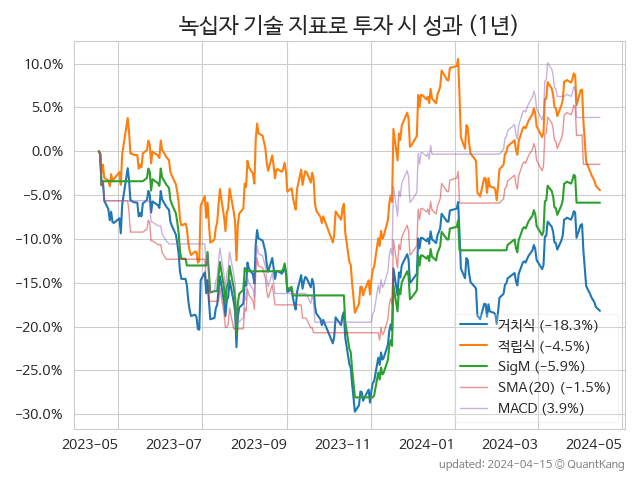 녹십자 기술 지표로 투자 시 성과 (1년)
10.0%
5.0%
0.0%
−5.0%
−10.0%
−15.0%
−20.0%
−25.0%
−30.0%
거치식 (−18.3%)
적립식 (−4.5%)
SigM (−5.9%)
SMA(20) (−1.5%)
MACD (3.9%)
2023-05 2023-07 2023-09 2023-11 2024-01 2024-03 2024-05
updated: 2024-04-15 © QuantKang